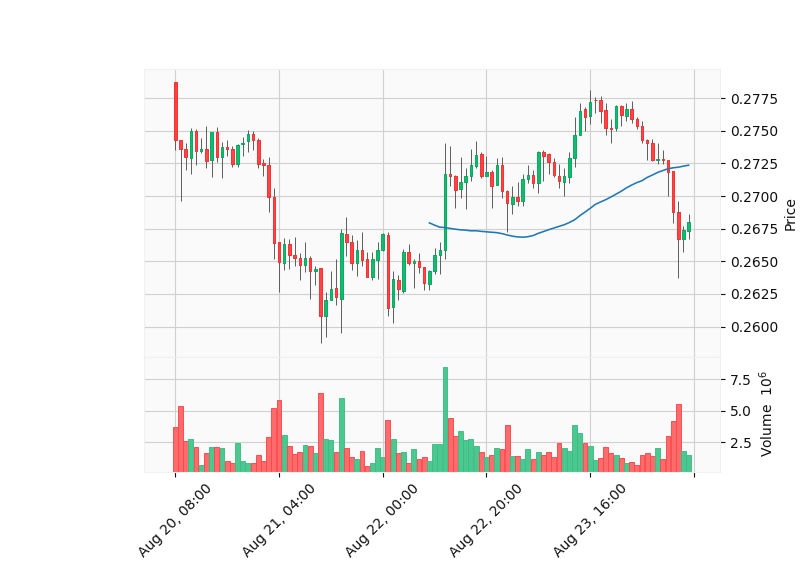 0.2775
0.2750
0.2725
0.2700
0.2675
0.2650
0.2625
0.2600
Price
7.5
5.0
2.5
Volume 10⁶
Aug 20, 08:00
Aug 21, 04:00
Aug 22, 00:00
Aug 22, 20:00
Aug 23, 16:00